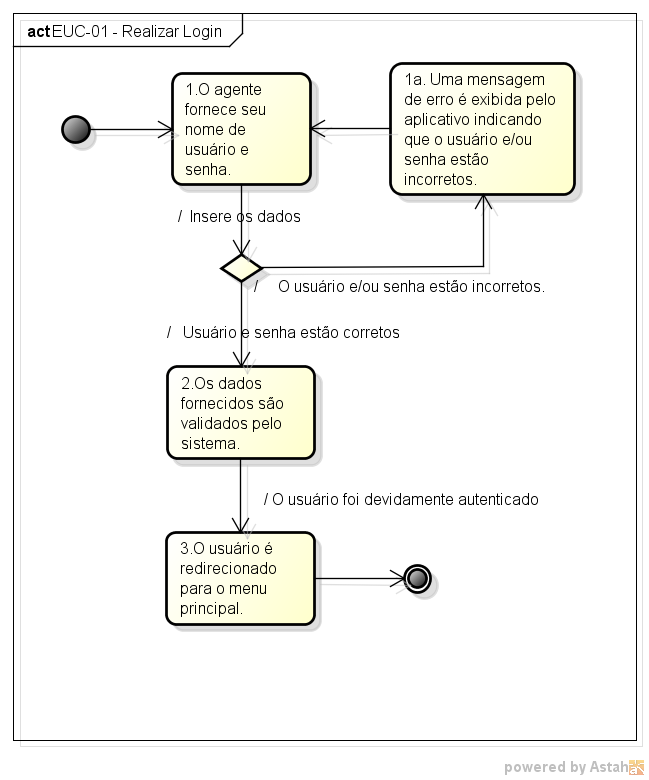 act EUC-01 - Realizar Login
1.O agente
fornece seu
nome de
usuário e
senha.
1a. Uma mensagem
de erro é exibida pelo
aplicativo indicando
que o usuário e/ou
senha estão
incorretos.
/ Insere os dados
/ O usuário e/ou senha estão incorretos.
/ Usuário e senha estão corretos
2.Os dados
fornecidos são
validados pelo
sistema.
/ O usuário foi devidamente autenticado
3.O usuário é
redirecionado
para o menu
principal.
powered by Astah